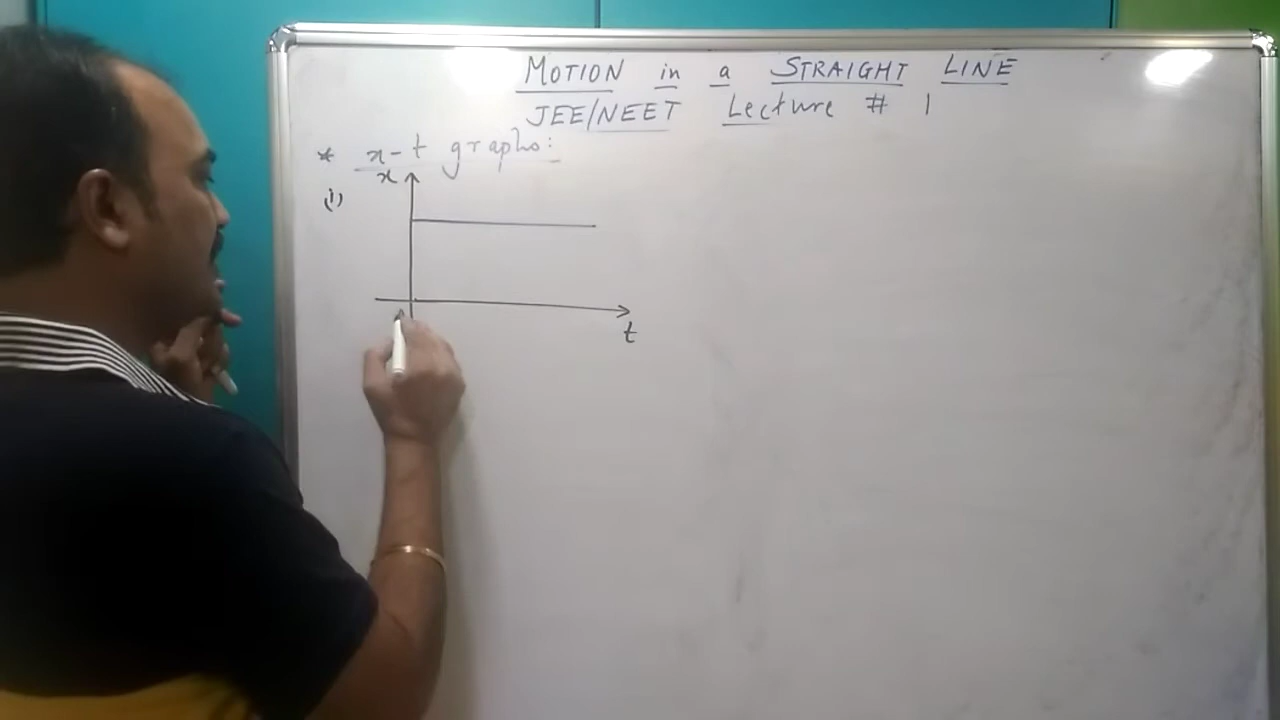 MOTION in a STRAIGHT LINE
JEE/NEET Lecture # 1
* x-t graphs:
x
(i)
t